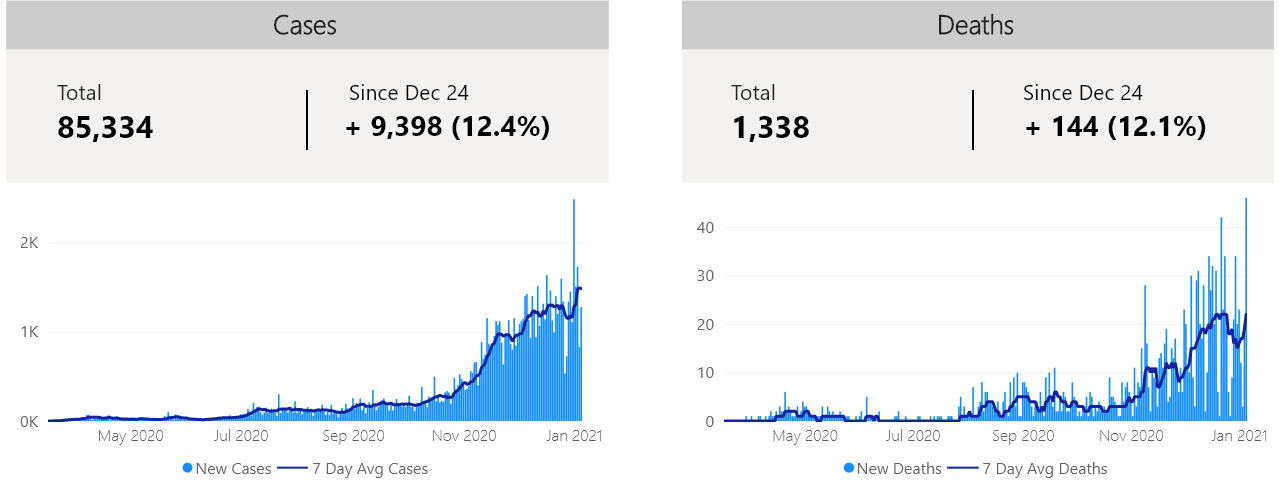 Cases
Total
85,334
Since Dec 24
+ 9,398 (12.4%)
2K
1K
0K
May 2020 Jul 2020 Sep 2020 Nov 2020 Jan 2021
New Cases 7 Day Avg Cases
Deaths
Total
1,338
Since Dec 24
+ 144 (12.1%)
40
30
20
10
0
May 2020 Jul 2020 Sep 2020 Nov 2020 Jan 2021
New Deaths 7 Day Avg Deaths